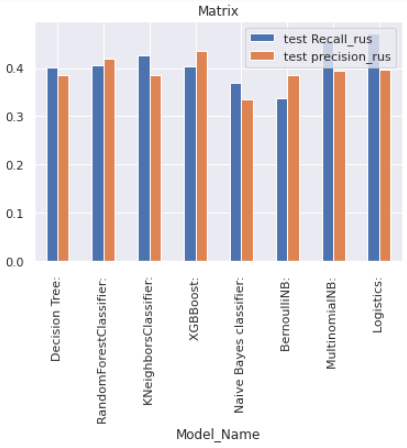 Matrix
test Recall_rus
test precision_rus
0.4
0.3
0.2
0.1
0.0
Decision Tree:
RandomForestClassifier:
KNeighborsClassifier:
XGBBoost:
Naive Bayes classifier:
BernoulliNB:
MultinomialNB:
Logistics:
Model_Name